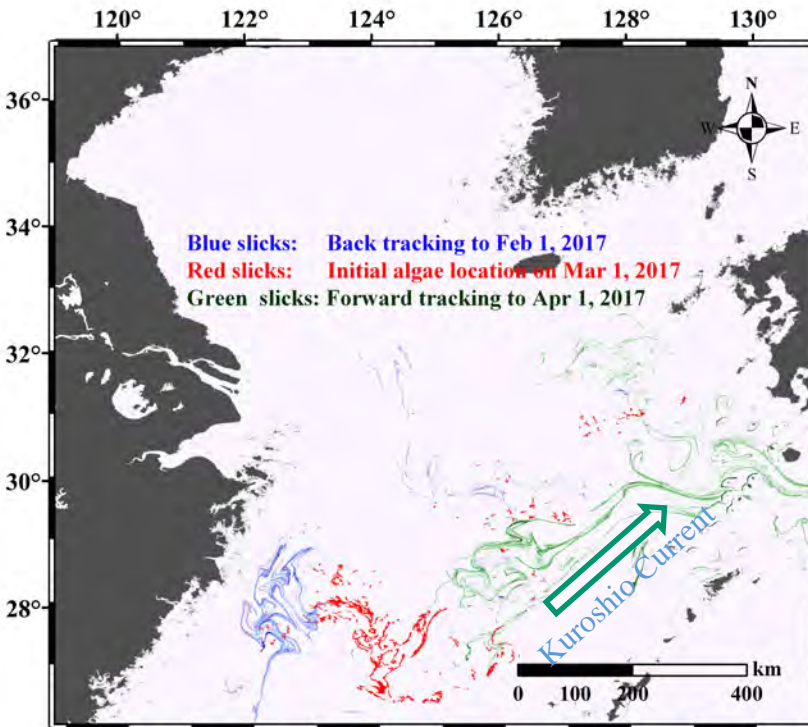 120° 122° 124° 126° 128° 130°
N
W E
S
36°
34°
32°
30°
28°
Blue slicks: Back tracking to Feb 1, 2017
Red slicks: Initial algae location on Mar 1, 2017
Green slicks: Forward tracking to Apr 1, 2017
Kuroshio Current
km
0 100 200 400